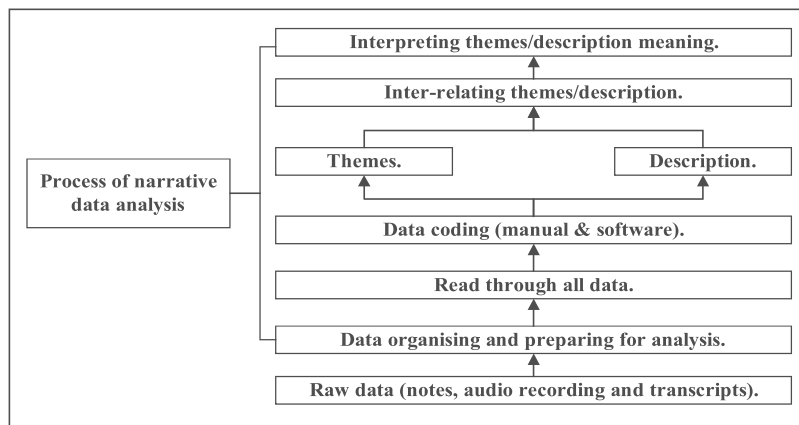 Interpreting themes/description meaning.
Inter-relating themes/description.
Themes.
Description.
Process of narrative
data analysis
Data coding (manual & software).
Read through all data.
Data organising and preparing for analysis.
Raw data (notes, audio recording and transcripts).